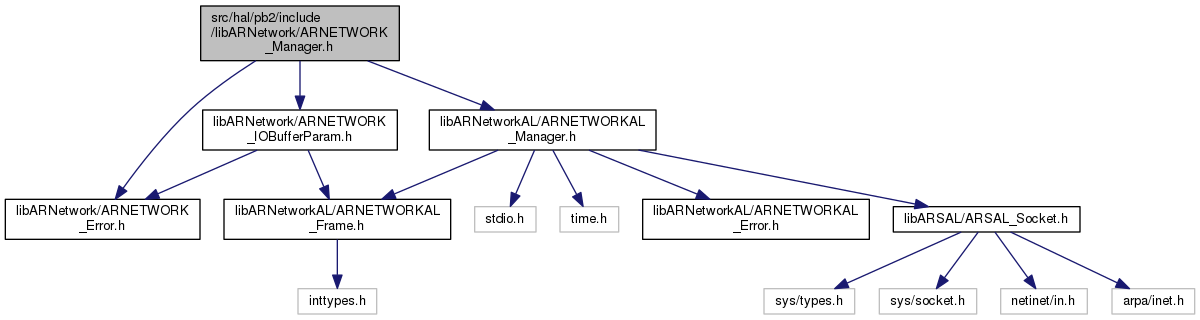 src/hal/pb2/include
/libARNetwork/ARNETWORK
_Manager.h
libARNetwork/ARNETWORK
_IOBufferParam.h
libARNetworkAL/ARNETWORKAL
_Manager.h
libARNetwork/ARNETWORK
_Error.h
libARNetworkAL/ARNETWORKAL
_Frame.h
stdio.h
time.h
libARNetworkAL/ARNETWORKAL
_Error.h
libARSAL/ARSAL_Socket.h
inttypes.h
sys/types.h
sys/socket.h
netinet/in.h
arpa/inet.h